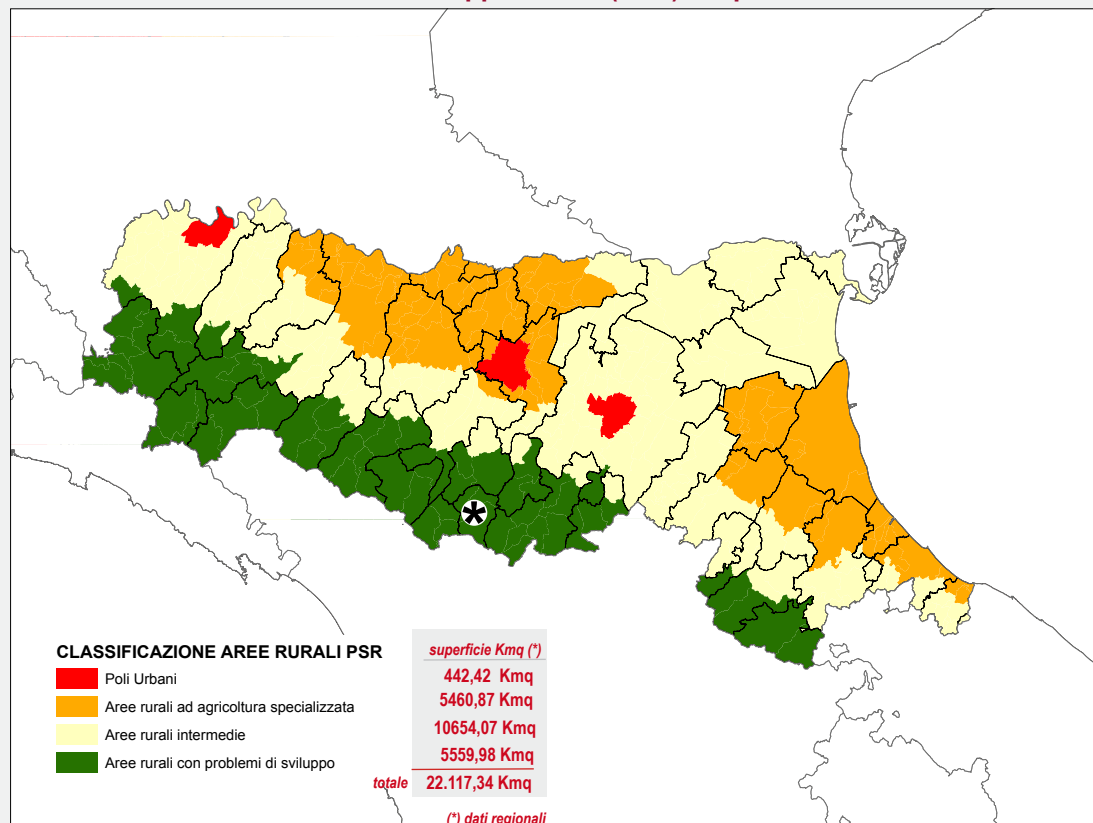 CLASSIFICAZIONE AREE RURALI PSR
superficie Kmq (*)
Poli Urbani
442,42 Kmq
Aree rurali ad agricoltura specializzata
5460,87 Kmq
Aree rurali intermedie
10654,07 Kmq
Aree rurali con problemi di sviluppo
5559,98 Kmq
totale 22.117,34 Kmq
(*) dati regionali